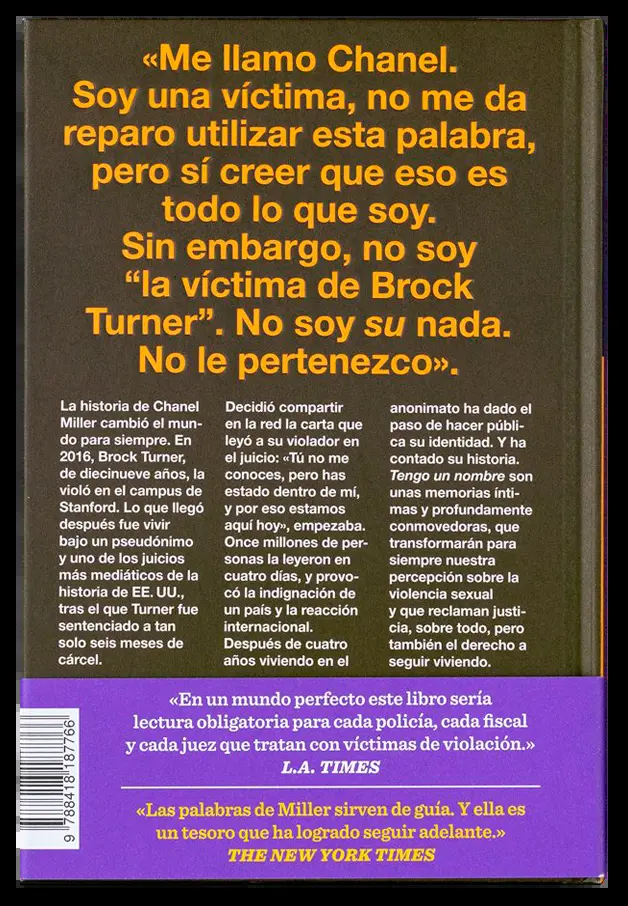 «Me llamo Chanel.
Soy una víctima, no me da
reparo utilizar esta palabra,
pero sí creer que eso es
todo lo que soy.
Sin embargo, no soy
“la víctima de Brock
Turner”. No soy su nada.
No le pertenezco».
La historia de Chanel
Miller cambió el mun-
do para siempre. En
2016, Brock Turner,
de diecinueve años, la
violó en el campus de
Stanford. Lo que llegó
después fue vivir
bajo un pseudónimo
y uno de los juicios
más mediáticos de la
historia de EE. UU.,
tras el que Turner fue
sentenciado a tan
solo seis meses de
cárcel.
Decidió compartir
en la red la carta que
leyó a su violador en
el juicio: «Tú no me
conoces, pero has
estado dentro de mí,
y por eso estamos
aquí hoy», empezaba.
Once millones de per-
sonas la leyeron en
cuatro días, y provo-
có la indignación de
un país y la reacción
internacional.
Después de cuatro
años viviendo en el
anonimato ha dado el
paso de hacer públi-
ca su identidad. Y ha
contado su historia.
Tengo un nombre son
unas memorias ínti-
mas y profundamente
conmovedoras, que
transformarán para
siempre nuestra
percepción sobre la
violencia sexual
y que reclaman justi-
cia, sobre todo, pero
también el derecho a
seguir viviendo.
«En un mundo perfecto este libro sería
lectura obligatoria para cada policía, cada fiscal
y cada juez que tratan con víctimas de violación.»
L.A. TIMES
«Las palabras de Miller sirven de guía. Y ella es
un tesoro que ha logrado seguir adelante.»
THE NEW YORK TIMES
9 788418 187766